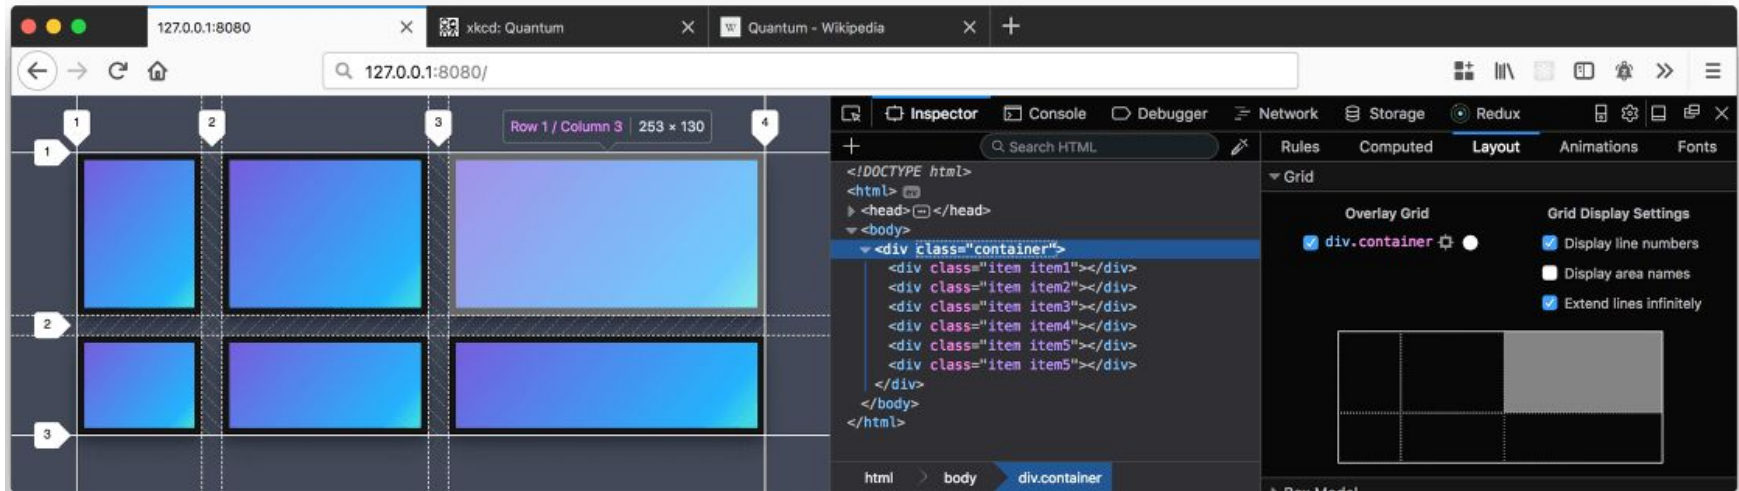 127.0.0.1:8080
xkcd: Quantum
W Quantum - Wikipedia
127.0.0.1:8080/
1 2 3 4
Row 1 / Column 3 253 × 130
1
2
3
Inspector Console Debugger Network Storage Redux
Search HTML
<!DOCTYPE html>
<html> ev
<head>…</head>
<body>
<div class="container">
<div class="item item1"></div>
<div class="item item2"></div>
<div class="item item3"></div>
<div class="item item4"></div>
<div class="item item5"></div>
<div class="item item5"></div>
</div>
</body>
</html>
html body div.container
Rules Computed Layout Animations Fonts
Grid
Overlay Grid
div.container
Grid Display Settings
Display line numbers
Display area names
Extend lines infinitely
Box Model